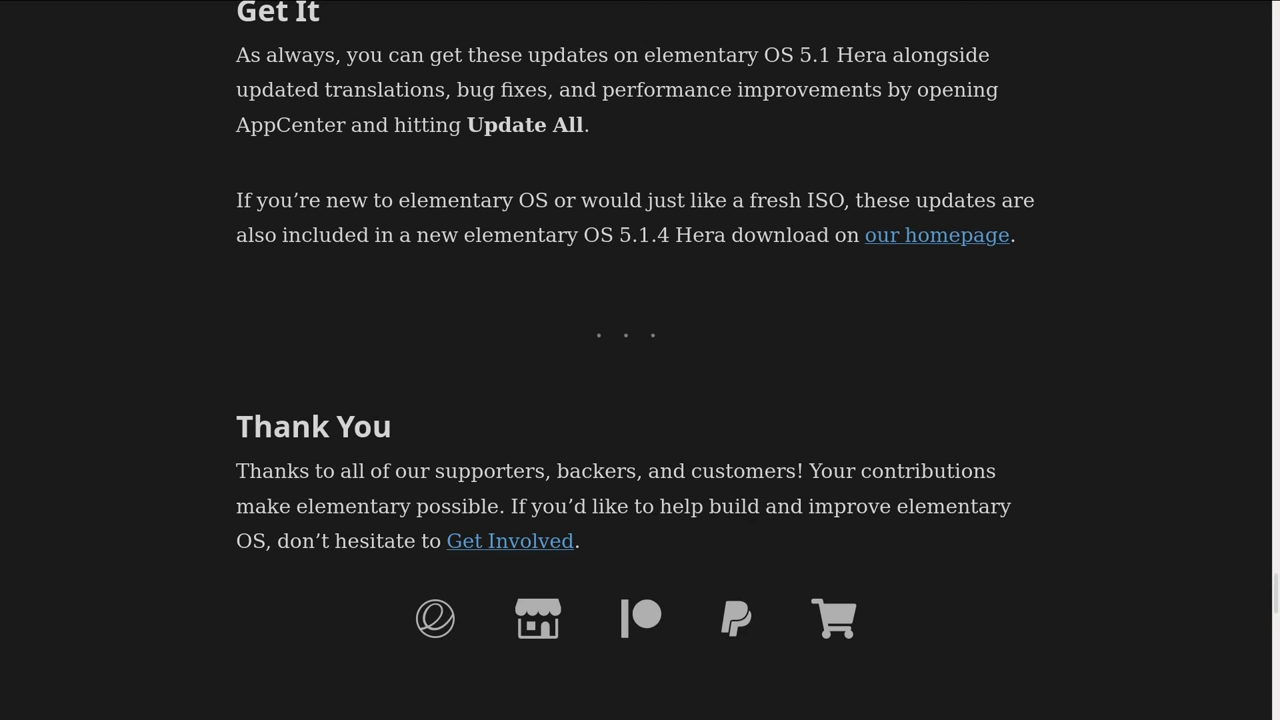 Get It
As always, you can get these updates on elementary OS 5.1 Hera alongside
updated translations, bug fixes, and performance improvements by opening
AppCenter and hitting Update All.
If you’re new to elementary OS or would just like a fresh ISO, these updates are
also included in a new elementary OS 5.1.4 Hera download on our homepage.
· · ·
Thank You
Thanks to all of our supporters, backers, and customers! Your contributions
make elementary possible. If you’d like to help build and improve elementary
OS, don’t hesitate to Get Involved.